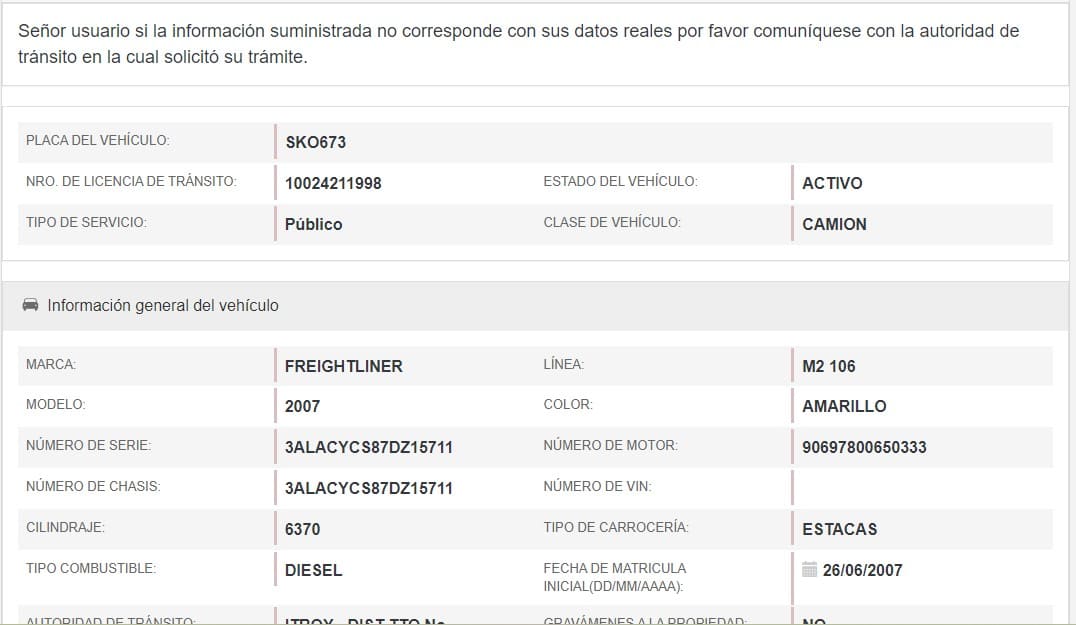 Señor usuario si la información suministrada no corresponde con sus datos reales por favor comuníquese con la autoridad de
tránsito en la cual solicitó su trámite.
PLACA DEL VEHÍCULO: SKO673
NRO. DE LICENCIA DE TRÁNSITO: 10024211998 ESTADO DEL VEHÍCULO: ACTIVO
TIPO DE SERVICIO: Público CLASE DE VEHÍCULO: CAMION
Información general del vehículo
MARCA: FREIGHTLINER LÍNEA: M2 106
MODELO: 2007 COLOR: AMARILLO
NÚMERO DE SERIE: 3ALACYCS87DZ15711 NÚMERO DE MOTOR: 90697800650333
NÚMERO DE CHASIS: 3ALACYCS87DZ15711 NÚMERO DE VIN:
CILINDRAJE: 6370 TIPO DE CARROCERÍA: ESTACAS
TIPO COMBUSTIBLE: DIESEL FECHA DE MATRICULA
INICIAL(DD/MM/AAAA): 26/06/2007
AUTORIDAD DE TRÁNSITO: DIST TTO No GRAVÁMENES A LA PROPIEDAD: NO